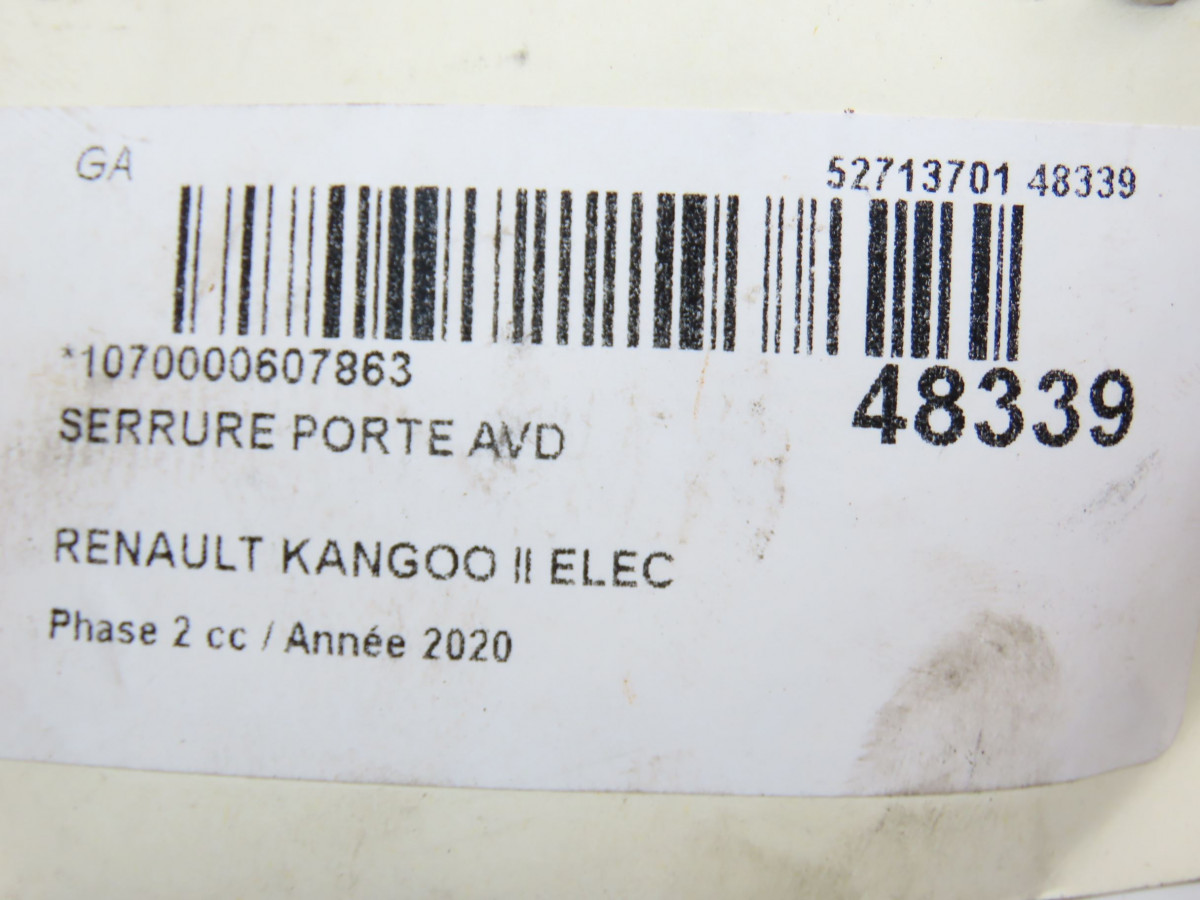 GA
52713701 48339
*1070000607863
48339
SERRURE PORTE AVD
RENAULT KANGOO II ELEC
Phase 2 cc / Année 2020